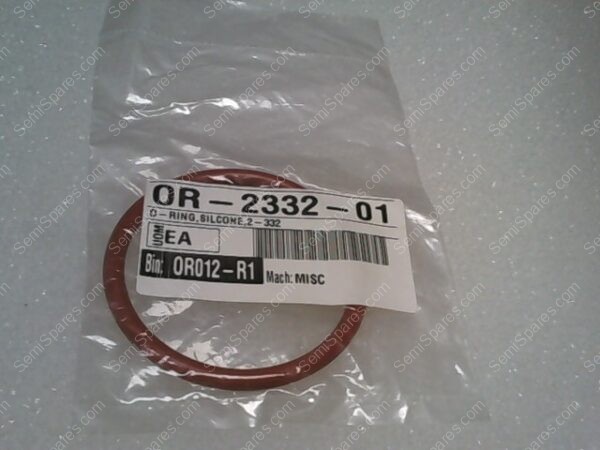 OR-2332-01
O-RING,SILCONE,2-332
UOM EA
Bin: OR012-R1
Mach: MISC
SemiSpares.com